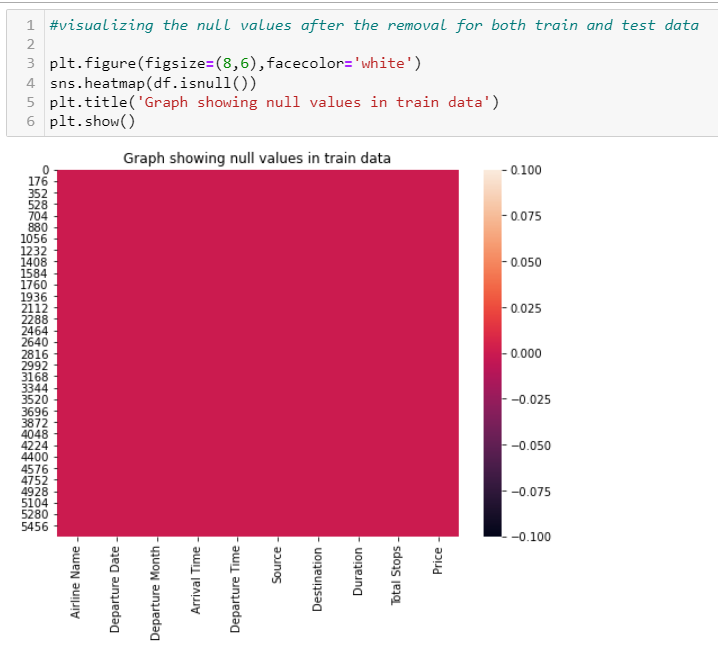 1 #visualizing the null values after the removal for both train and test data
2
3 plt.figure(figsize=(8,6),facecolor='white')
4 sns.heatmap(df.isnull())
5 plt.title('Graph showing null values in train data')
6 plt.show()
Graph showing null values in train data
0
176
352
528
704
880
1056
1232
1408
1584
1760
1936
2112
2288
2464
2640
2816
2992
3168
3344
3520
3696
3872
4048
4224
4400
4576
4752
4928
5104
5280
5456
0.100
0.075
0.050
0.025
0.000
−0.025
−0.050
−0.075
−0.100
Airline Name
Departure Date
Departure Month
Arrival Time
Departure Time
Source
Destination
Duration
Total Stops
Price